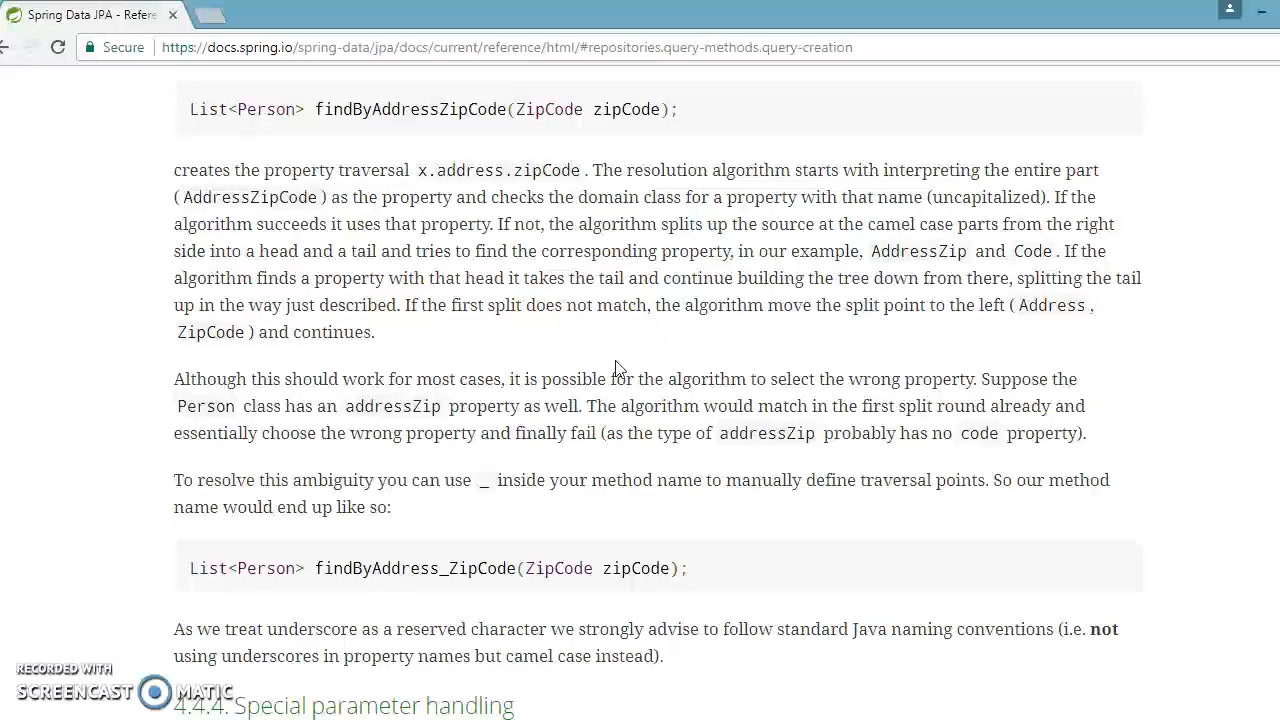 Spring Data JPA - Refere
Secure https://docs.spring.io/spring-data/jpa/docs/current/reference/html/#repositories.query-methods.query-creation
List<Person> findByAddressZipCode(ZipCode zipCode);
creates the property traversal x.address.zipCode. The resolution algorithm starts with interpreting the entire part
(AddressZipCode) as the property and checks the domain class for a property with that name (uncapitalized). If the
algorithm succeeds it uses that property. If not, the algorithm splits up the source at the camel case parts from the right
side into a head and a tail and tries to find the corresponding property, in our example, AddressZip and Code. If the
algorithm finds a property with that head it takes the tail and continue building the tree down from there, splitting the tail
up in the way just described. If the first split does not match, the algorithm move the split point to the left (Address,
ZipCode) and continues.
Although this should work for most cases, it is possible for the algorithm to select the wrong property. Suppose the
Person class has an addressZip property as well. The algorithm would match in the first split round already and
essentially choose the wrong property and finally fail (as the type of addressZip probably has no code property).
To resolve this ambiguity you can use _ inside your method name to manually define traversal points. So our method
name would end up like so:
List<Person> findByAddress_ZipCode(ZipCode zipCode);
As we treat underscore as a reserved character we strongly advise to follow standard Java naming conventions (i.e. not
using underscores in property names but camel case instead).
RECORDED WITH
SCREENCAST MATIC
4.4.4. Special parameter handling